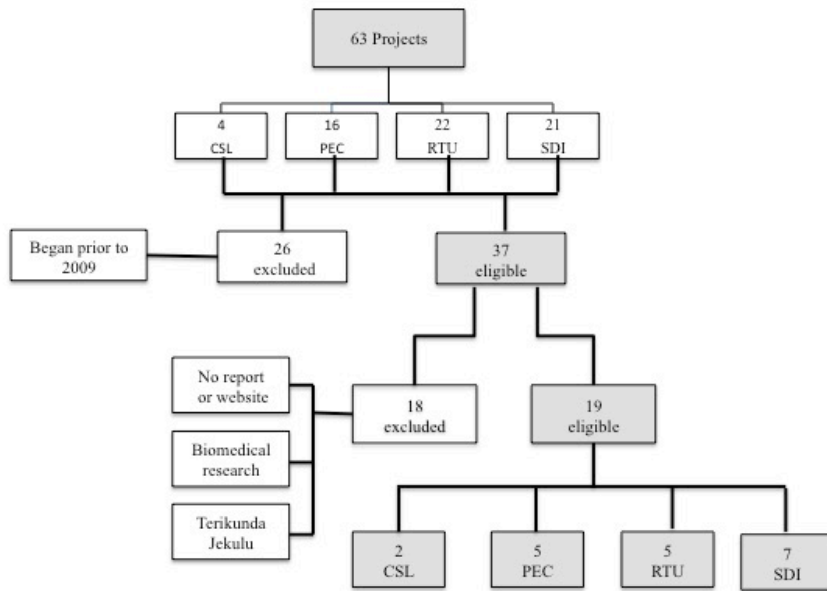 63 Projects
4
CSL
16
PEC
22
RTU
21
SDI
Began prior to
2009
26
excluded
37
eligible
No report
or website
18
excluded
19
eligible
Biomedical
research
Terikunda
Jekulu
2
CSL
5
PEC
5
RTU
7
SDI